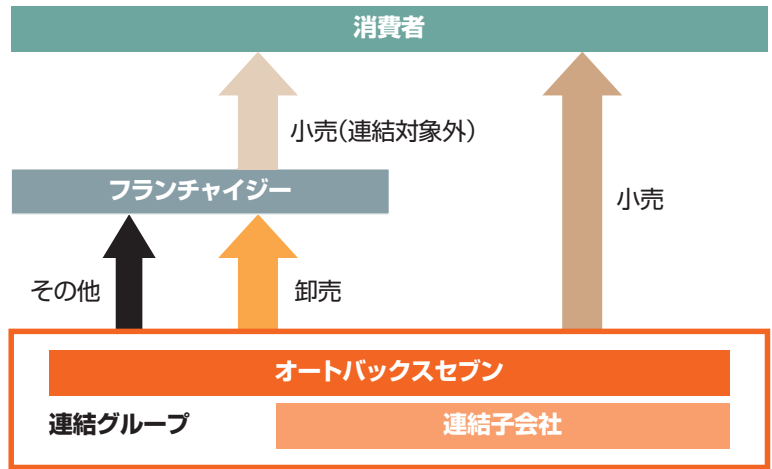 消費者
小売(連結対象外)
フランチャイジー
小売
その他
卸売
オートバックスセブン
連結グループ
連結子会社